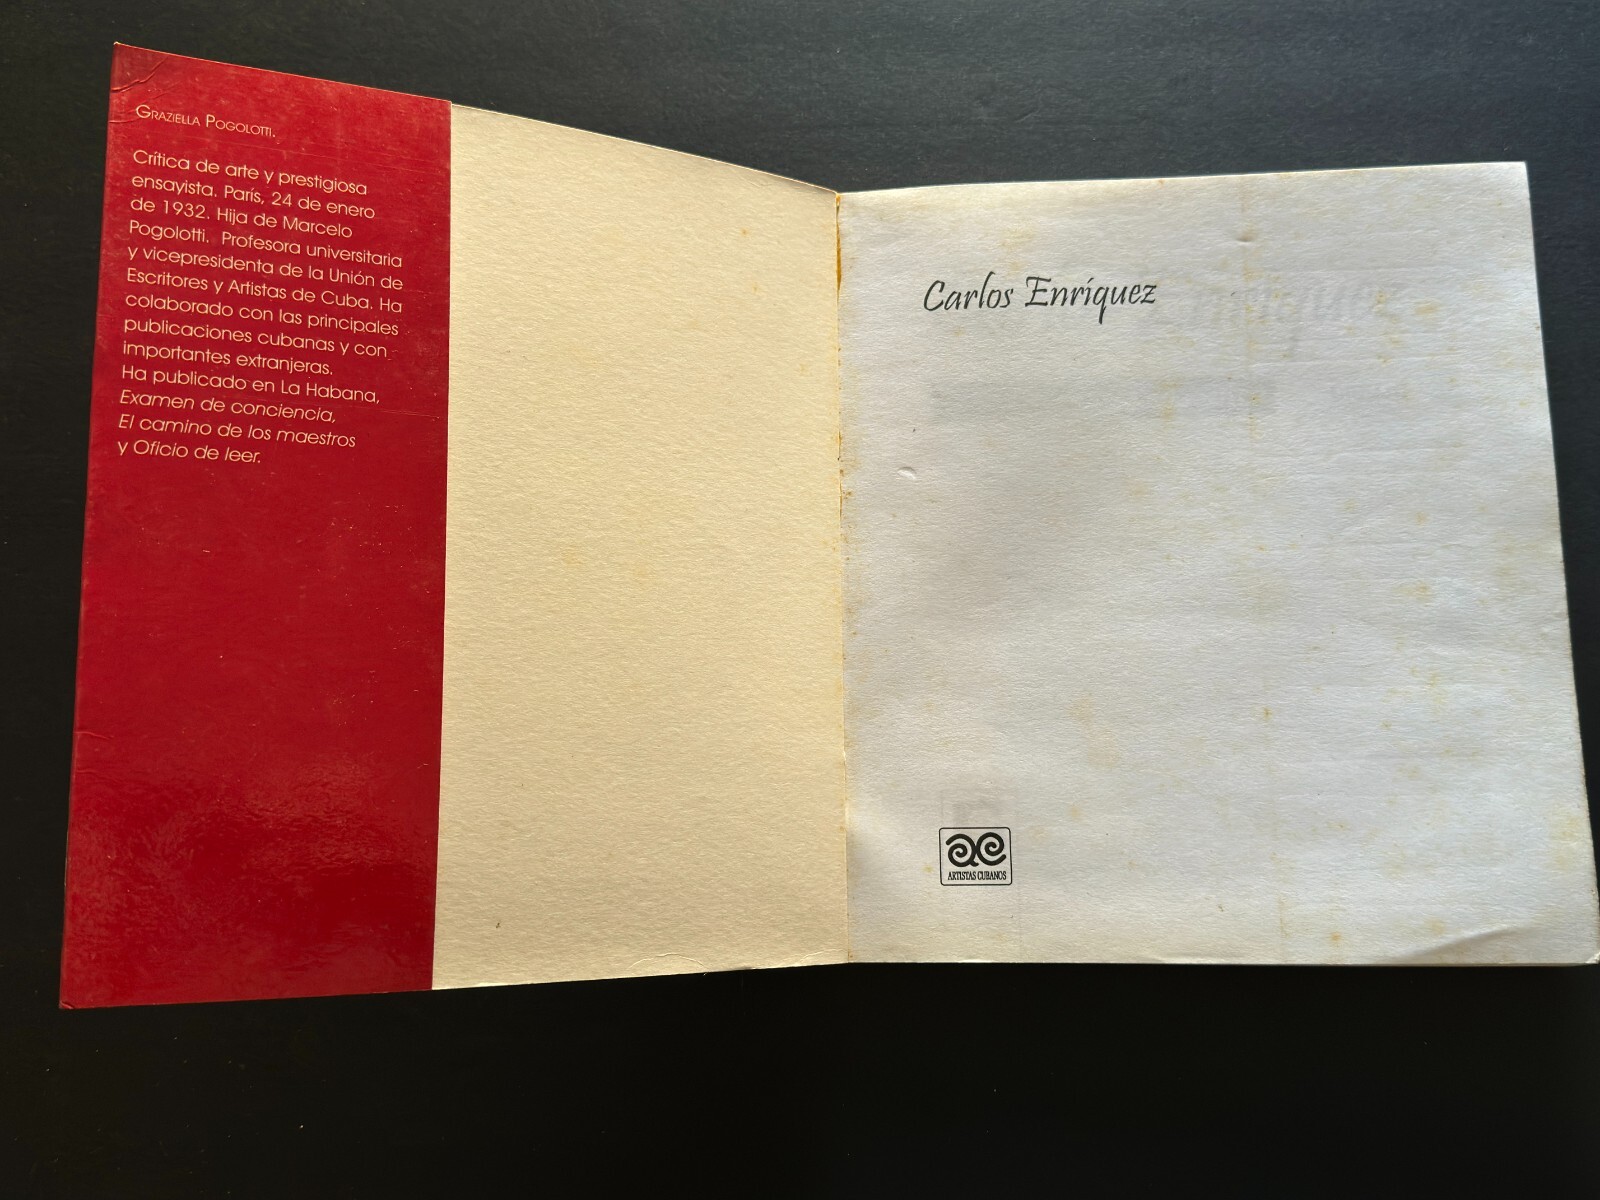 GRAZIELLA POGOLOTTI.
Crítica de arte y prestigiosa
ensayista. París, 24 de enero
de 1932. Hija de Marcelo
Pogolotti. Profesora universitaria
y vicepresidenta de la Unión de
Escritores y Artistas de Cuba. Ha
colaborado con las principales
publicaciones cubanas y con
importantes extranjeras.
Ha publicado en La Habana,
Examen de conciencia,
El camino de los maestros
y Oficio de leer.
Carlos Enríquez
ARTISTAS CUBANOS